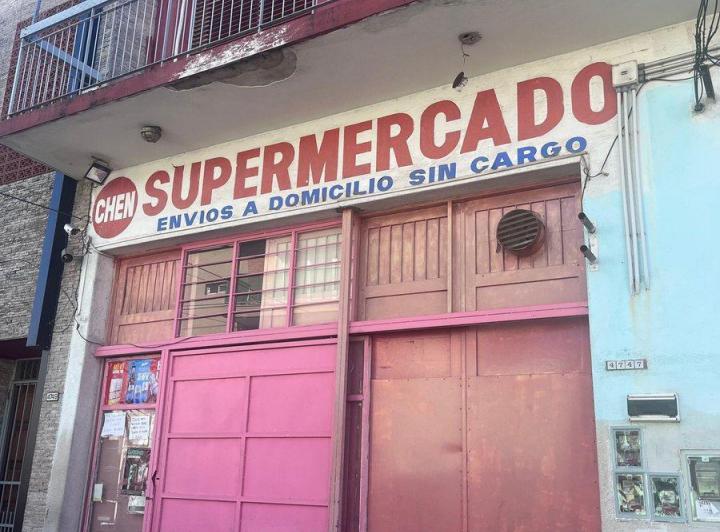 CHEN
SUPERMERCADO
ENVIOS A DOMICILIO SIN CARGO
4747